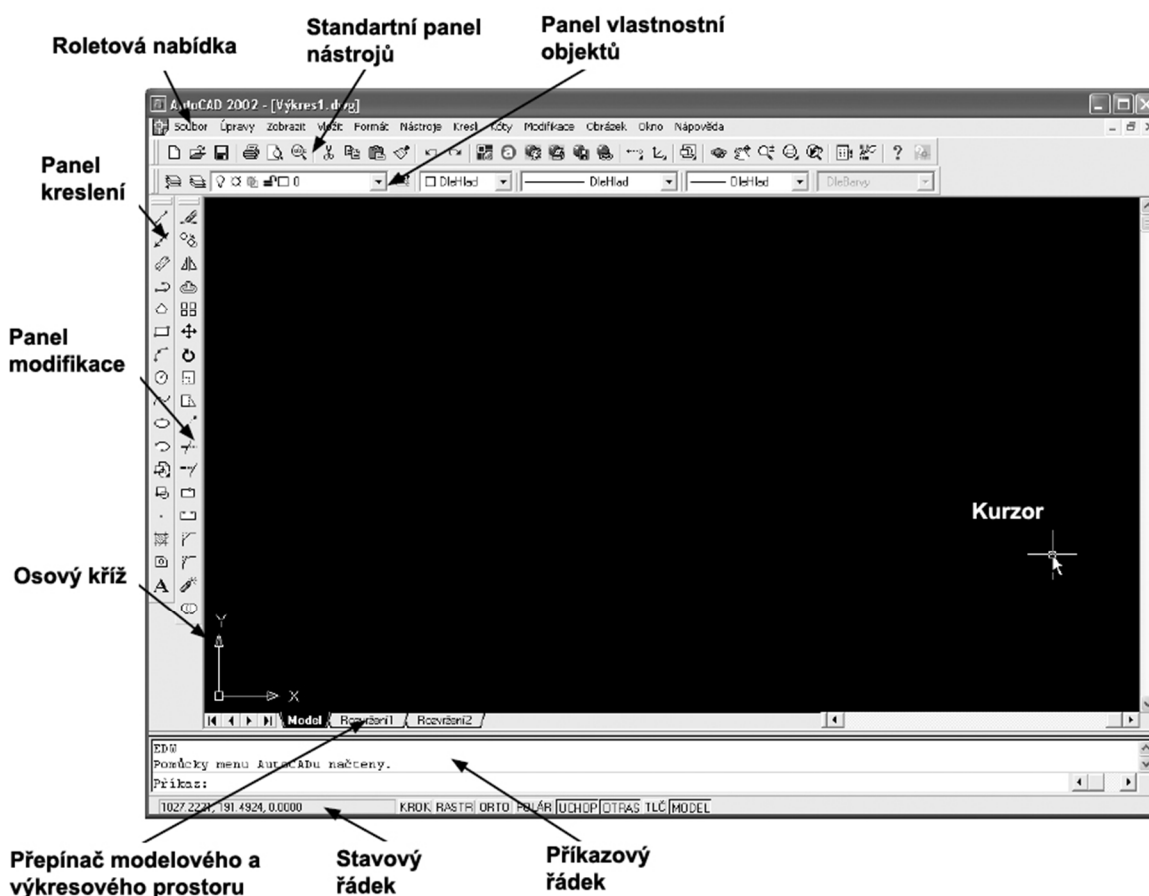 Roletová nabídka
Standartní panel
nástrojů
Panel vlastnostní
objektů
AutoCAD 2002 - [Výkres1.dwg]
Soubor Úpravy Zobrazit Vložit Formát Nástroje Kresli Kóty Modifikace Obrázek Okno Nápověda
0 DleHlad DleHlad DleHlad DleBarvy
Panel
kreslení
Panel
modifikace
Kurzor
Osový kříž
A
Y
X
Model Rozvržení1 Rozvržení2
EDW
Pomůcky menu AutoCADu načteny.
Příkaz:
1027.2221, 191.4924, 0.0000 KROK RASTR ORTO POLÁR UCHOP OTRAS TLČ MODEL
Přepínač modelového a
výkresového prostoru
Stavový
řádek
Příkazový
řádek